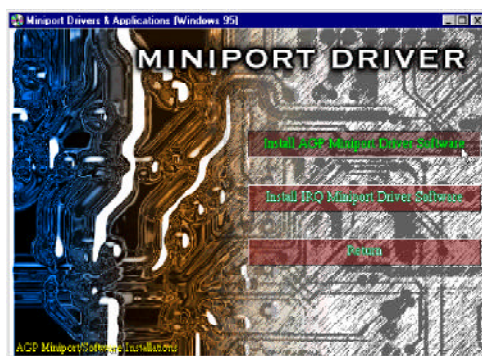 Miniport Drivers & Applications [Windows 95]
MINIPORT DRIVER
Install AGP Miniport Driver Software
Install IRQ Miniport Driver Software
Return
AGP Miniport/Software Installations